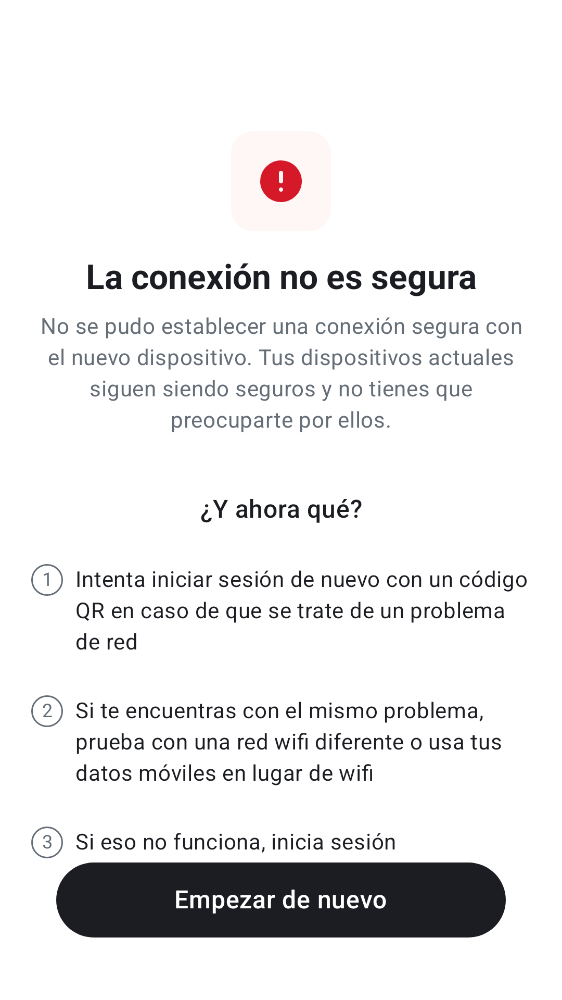 La conexión no es segura
No se pudo establecer una conexión segura con
el nuevo dispositivo. Tus dispositivos actuales
siguen siendo seguros y no tienes que
preocuparte por ellos.
¿Y ahora qué?
1 Intenta iniciar sesión de nuevo con un código
QR en caso de que se trate de un problema
de red
2 Si te encuentras con el mismo problema,
prueba con una red wifi diferente o usa tus
datos móviles en lugar de wifi
3 Si eso no funciona, inicia sesión
Empezar de nuevo